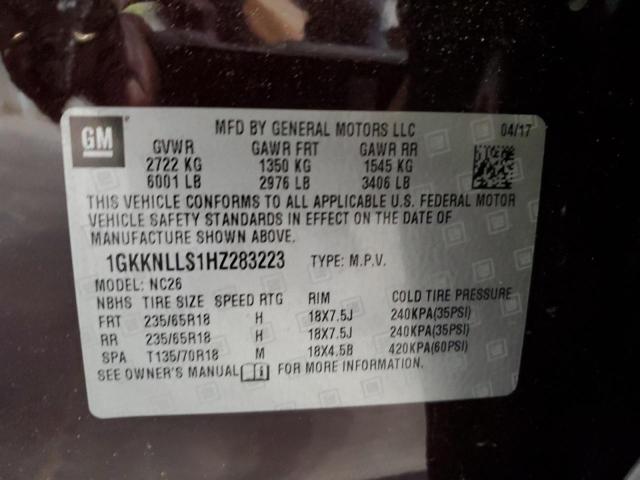 GM
MFD BY GENERAL MOTORS LLC 04/17
GVWR GAWR FRT GAWR RR
2722 KG 1350 KG 1545 KG
6001 LB 2976 LB 3406 LB
THIS VEHICLE CONFORMS TO ALL APPLICABLE U.S. FEDERAL MOTOR
VEHICLE SAFETY STANDARDS IN EFFECT ON THE DATE OF
MANUFACTURE SHOWN ABOVE.
1GKKNLLS1HZ283223 TYPE: M.P.V.
MODEL: NC26
NBHS TIRE SIZE SPEED RTG RIM COLD TIRE PRESSURE
FRT 235/65R18 H 18X7.5J 240KPA(35PSI)
RR 235/65R18 H 18X7.5J 240KPA(35PSI)
SPA T135/70R18 M 18X4.5B 420KPA(60PSI)
SEE OWNER'S MANUAL FOR MORE INFORMATION.